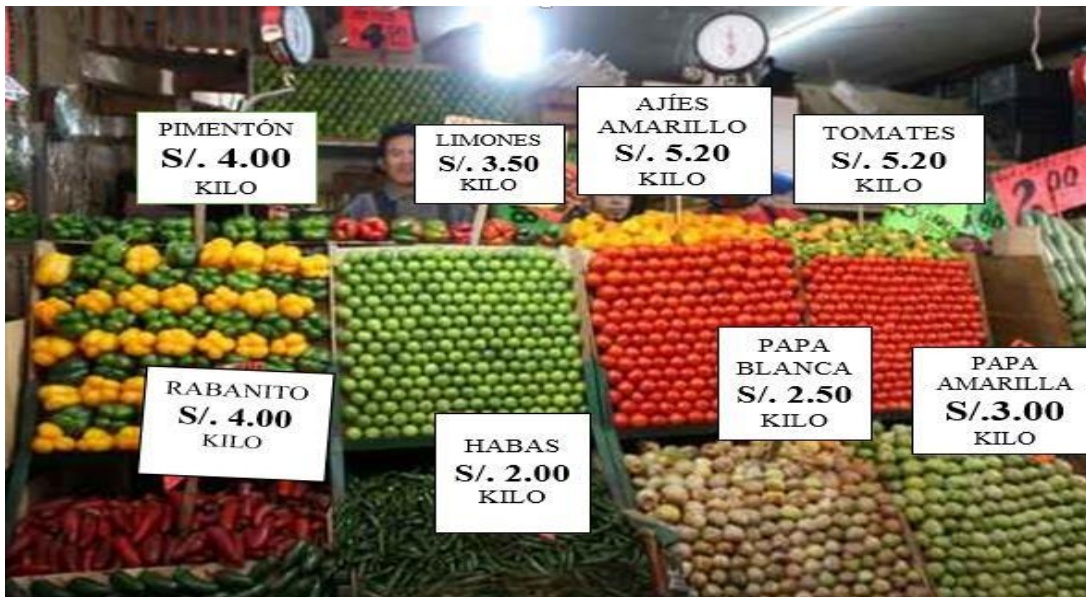 PIMENTÓN
S/. 4.00
KILO
LIMONES
S/. 3.50
KILO
AJÍES
AMARILLO
S/. 5.20
KILO
TOMATES
S/. 5.20
KILO
2.00
RABANITO
S/. 4.00
KILO
HABAS
S/. 2.00
KILO
PAPA
BLANCA
S/. 2.50
KILO
PAPA
AMARILLA
S/.3.00
KILO